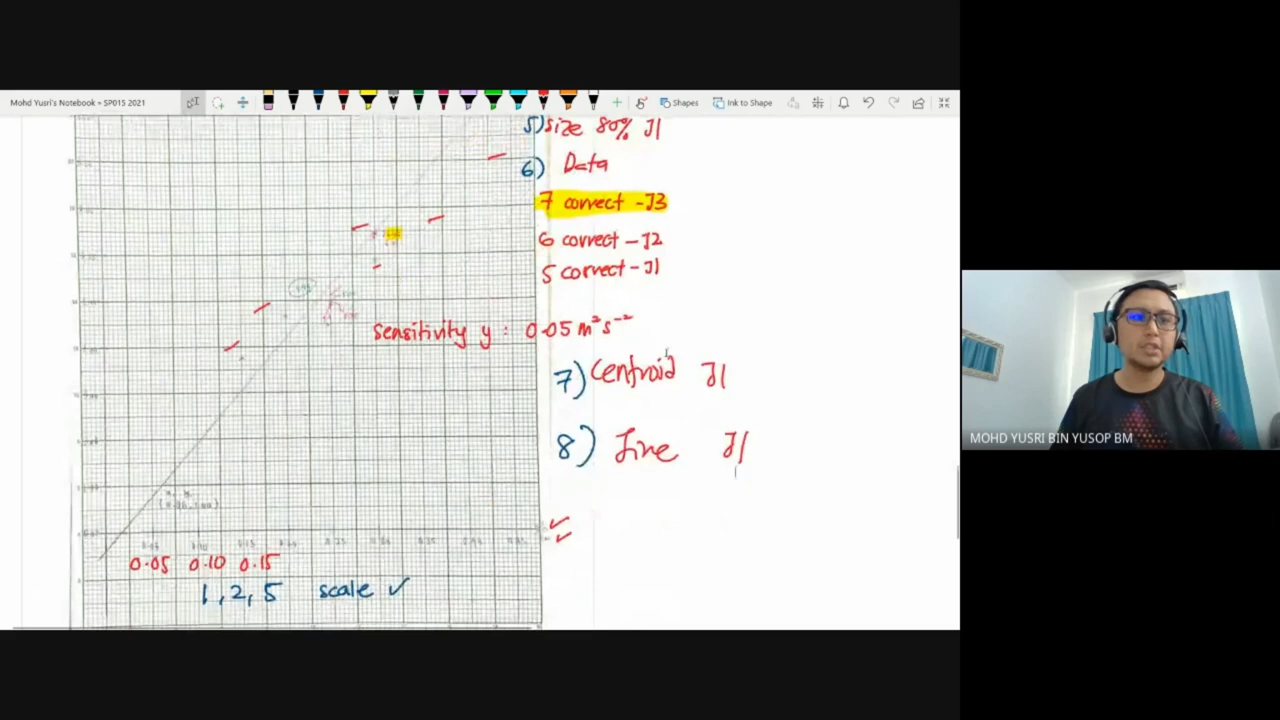 Mohd Yusri's Notebook » SP015 2021
Shapes
Ink to Shape
5) size 80% J1
6) Data
7 correct - J3
6 correct - J2
5 correct - J1
sensitivity y : 0.05 m² s⁻²
7) Centroid J1
8) Line J1
0.05 0.10 0.15
1, 2, 5 scale ✓
MOHD YUSRI BIN YUSOP BM